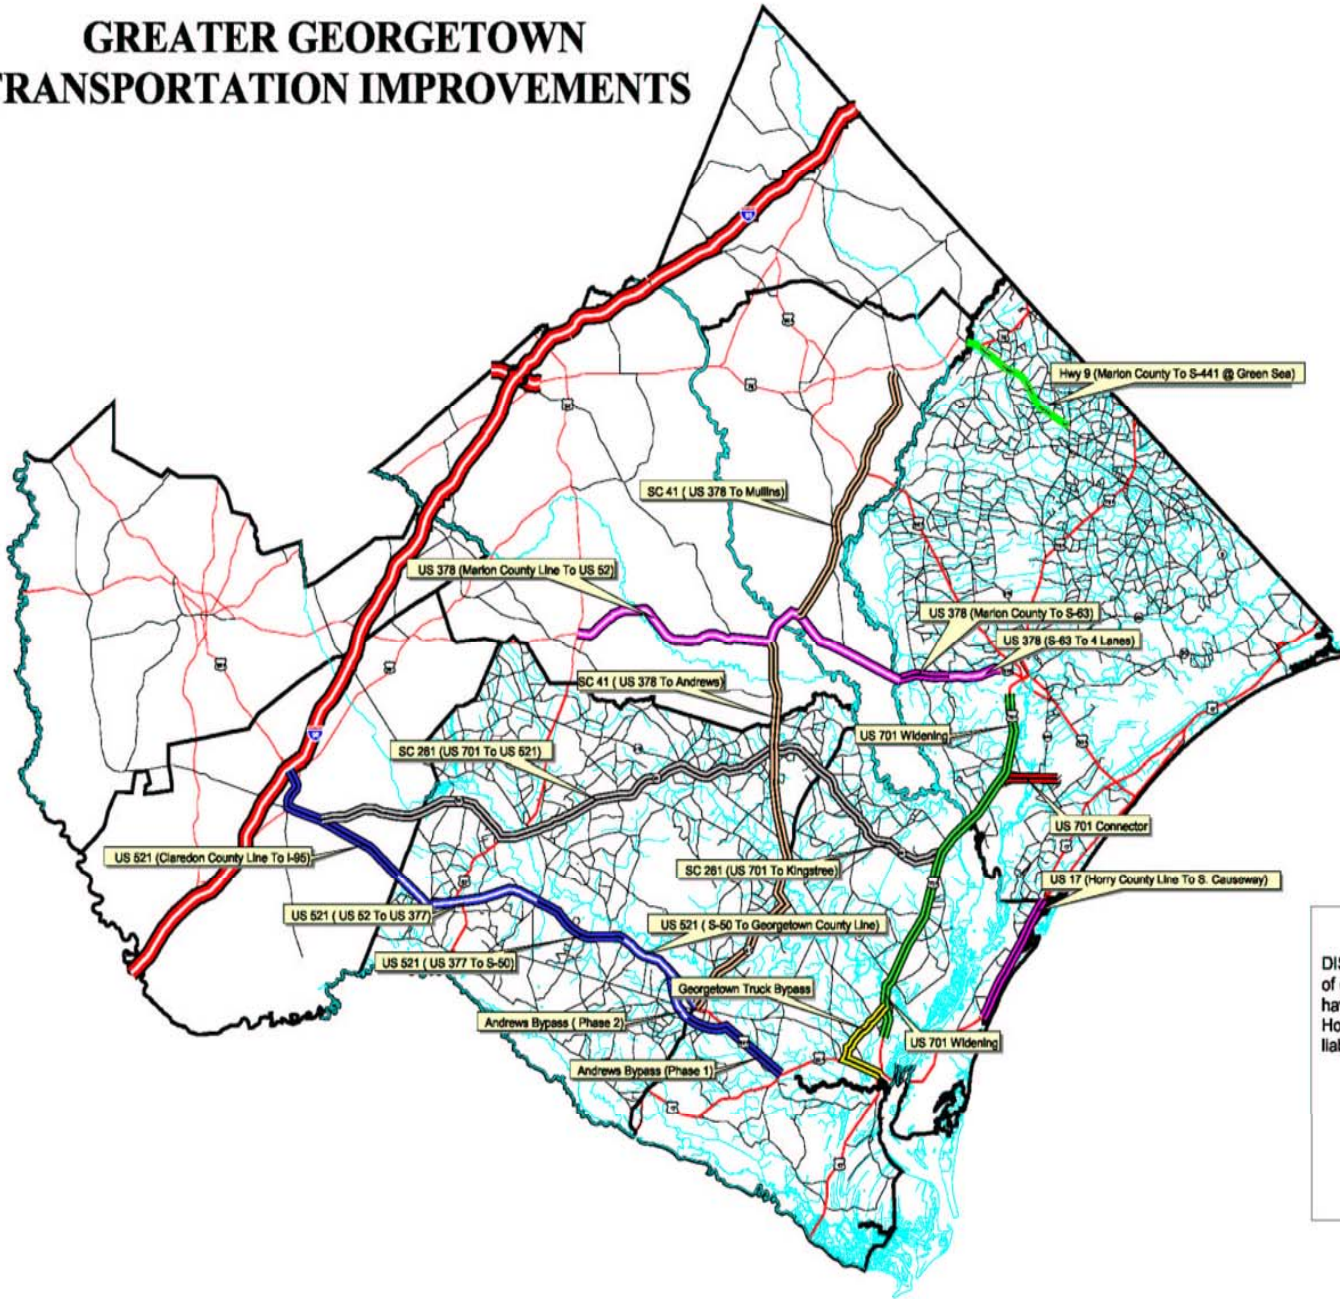 GREATER GEORGETOWN
TRANSPORTATION IMPROVEMENTS
Hwy 9 (Marion County To S-441 @ Green Sea)
SC 41 ( US 378 To Mullins)
US 378 (Marion County Line To US 52)
US 378 (Marion County To S-63)
US 378 (S-63 To 4 Lanes)
SC 41 ( US 378 To Andrews)
US 701 Widening
SC 261 (US 701 To US 521)
US 701 Connector
US 521 (Claredon County Line To I-95)
SC 261 (US 701 To Kingstree)
US 17 (Horry County Line To S. Causeway)
US 521 ( US 52 To US 377)
US 521 ( S-50 To Georgetown County Line)
US 521 ( US 377 To S-50)
Georgetown Truck Bypass
Andrews Bypass ( Phase 2)
US 701 Widening
Andrews Bypass (Phase 1)
of